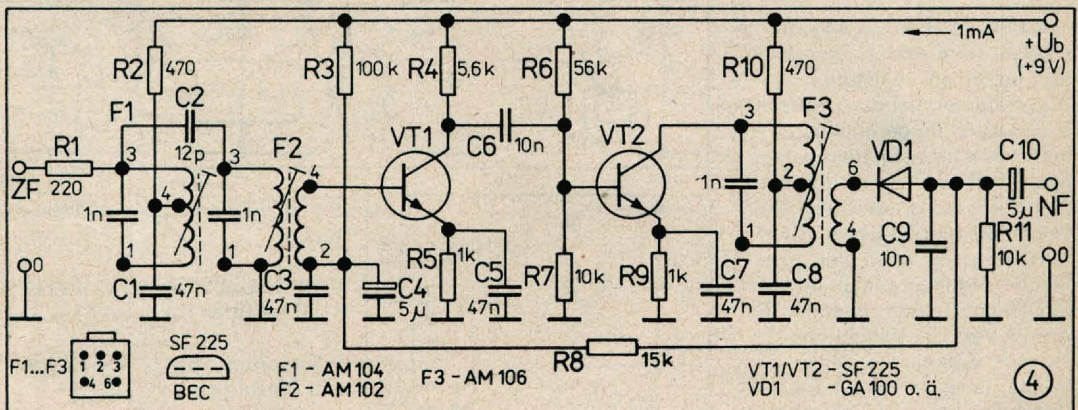 1mA
+Ub
(+9V)
R2 470
R3 100k
R4 5,6k
R6 56k
R10 470
F1
C2
12p
R1
220
ZF
3
4
1n
1
3
1n
1
F2
4
2
VT1
C6
10n
VT2
3
1n
2
1
F3
6
4
VD1
C10
5µ
NF
C1 47n
C3
47n
C4
5µ
R5
1k
C5
47n
R7
10k
R9
1k
C7
47n
C8
47n
C9
10n
R11
10k
0
0
R8
15k
F1...F3
1 2 3
4 6
SF 225
BEC
F1 - AM 104
F2 - AM 102
F3 - AM 106
VT1/VT2 - SF 225
VD1 - GA 100 o. ä.
4